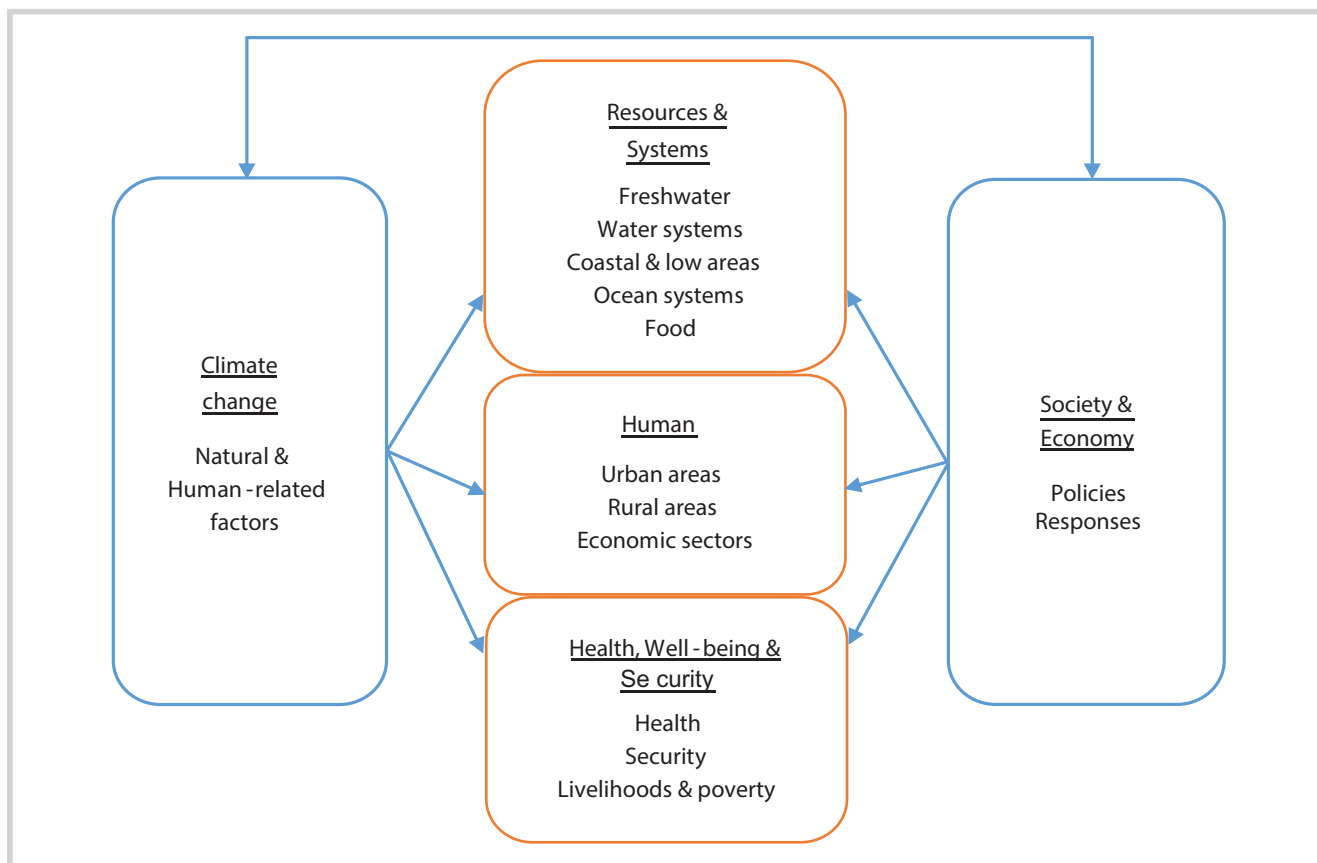 Climate
change
Natural &
Human -related
factors
Resources &
Systems
Freshwater
Water systems
Coastal & low areas
Ocean systems
Food
Human
Urban areas
Rural areas
Economic sectors
Health, Well -being &
Se curity
Health
Security
Livelihoods & poverty
Society &
Economy
Policies
Responses